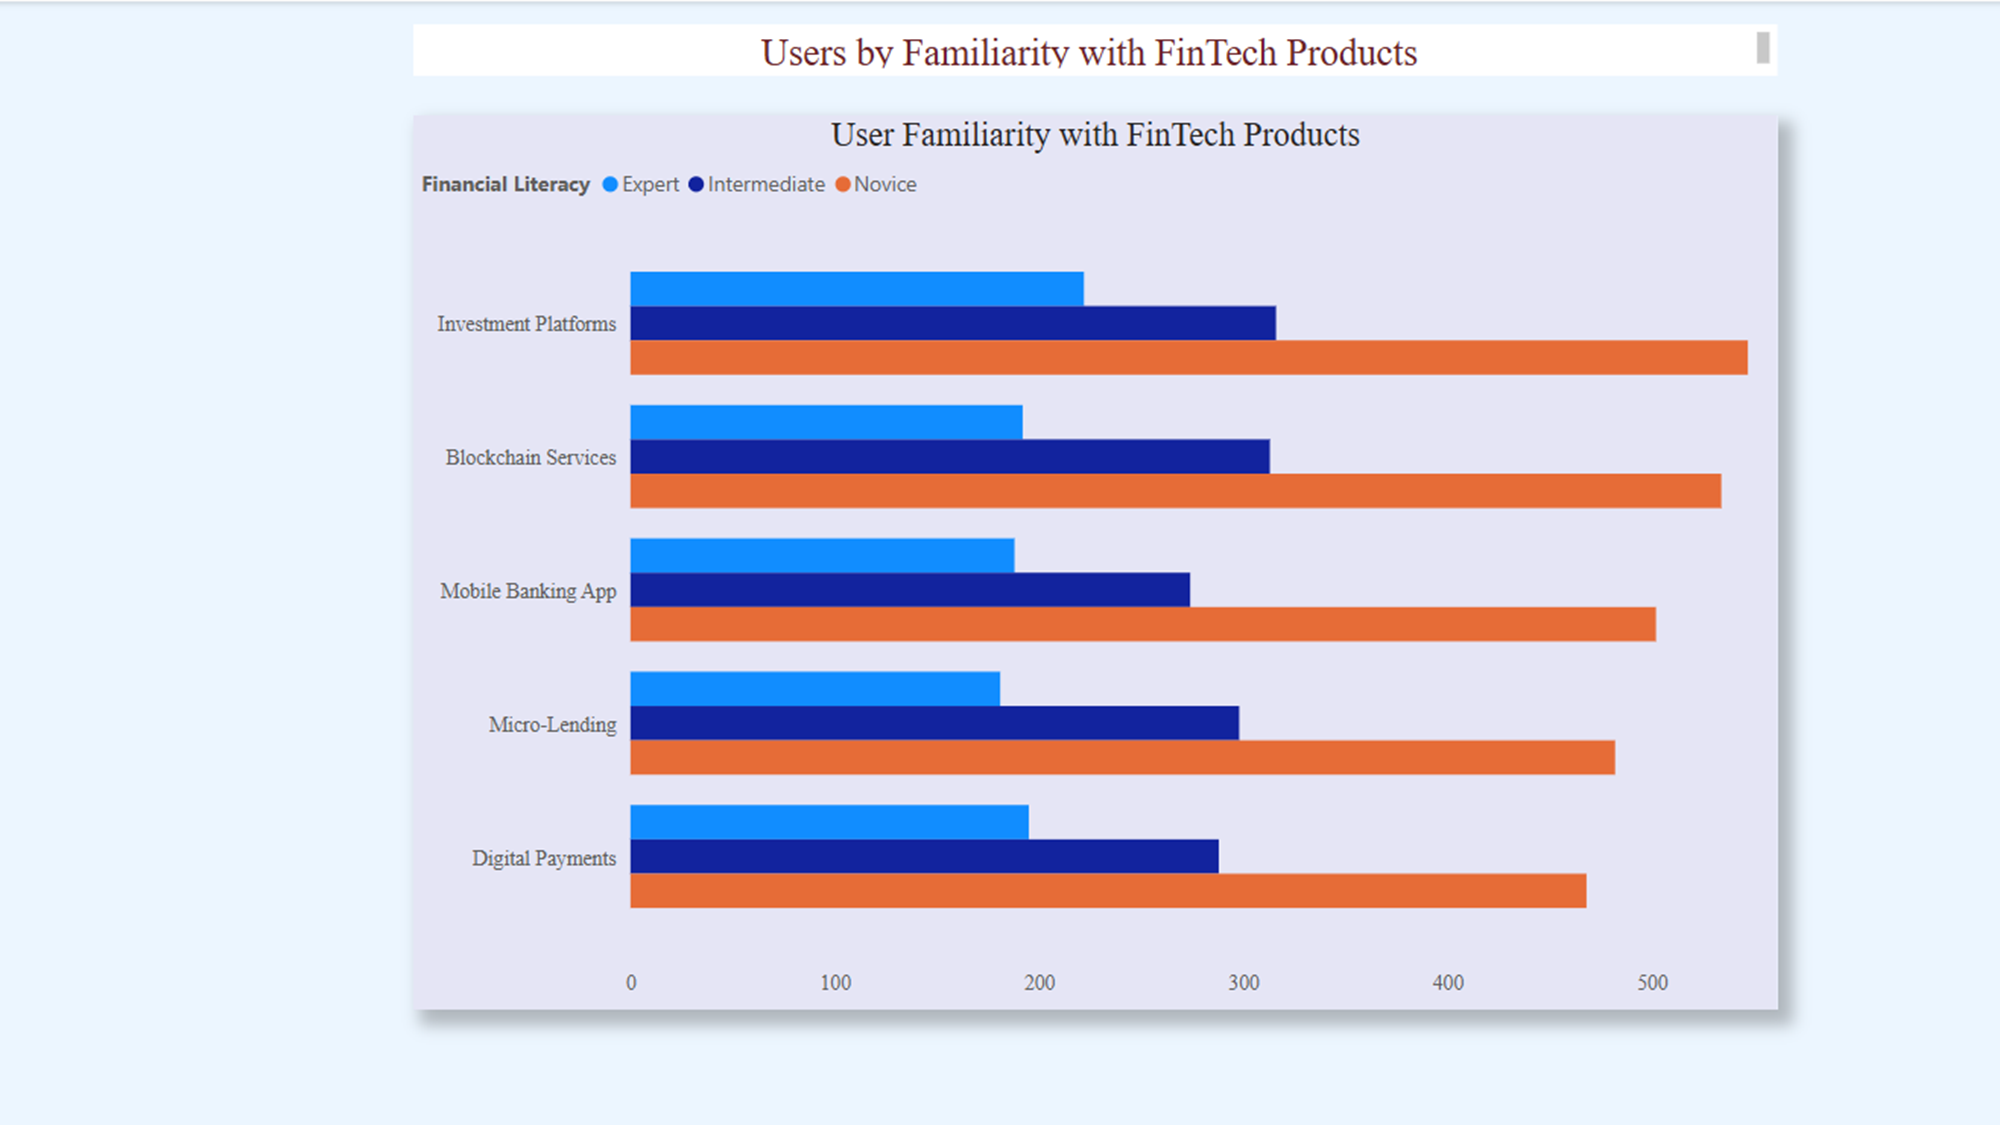 Users by Familiarity with FinTech Products
User Familiarity with FinTech Products
Financial Literacy Expert Intermediate Novice
Investment Platforms
Blockchain Services
Mobile Banking App
Micro-Lending
Digital Payments
0 100 200 300 400 500